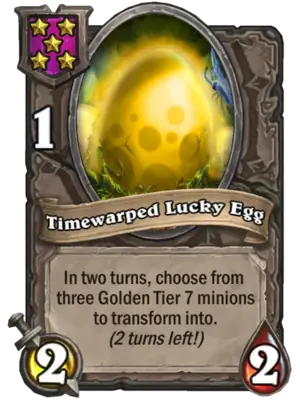 1
Timewarped Lucky Egg
In two turns, choose from
three Golden Tier 7 minions
to transform into.
(2 turns left!)
2 2